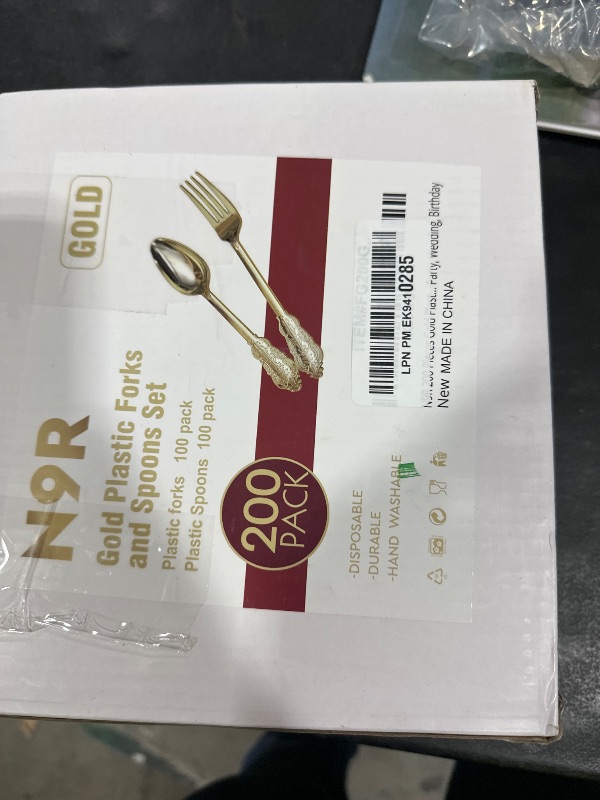 GOLD
N9R
Gold Plastic Forks
and Spoons Set
Plastic forks 100 pack
Plastic Spoons 100 pack
200
PACK
-DISPOSABLE
-DURABLE
-HAND WASHABLE
LPN PM EK9410285
Party, Wedding, Birthday
New MADE IN CHINA